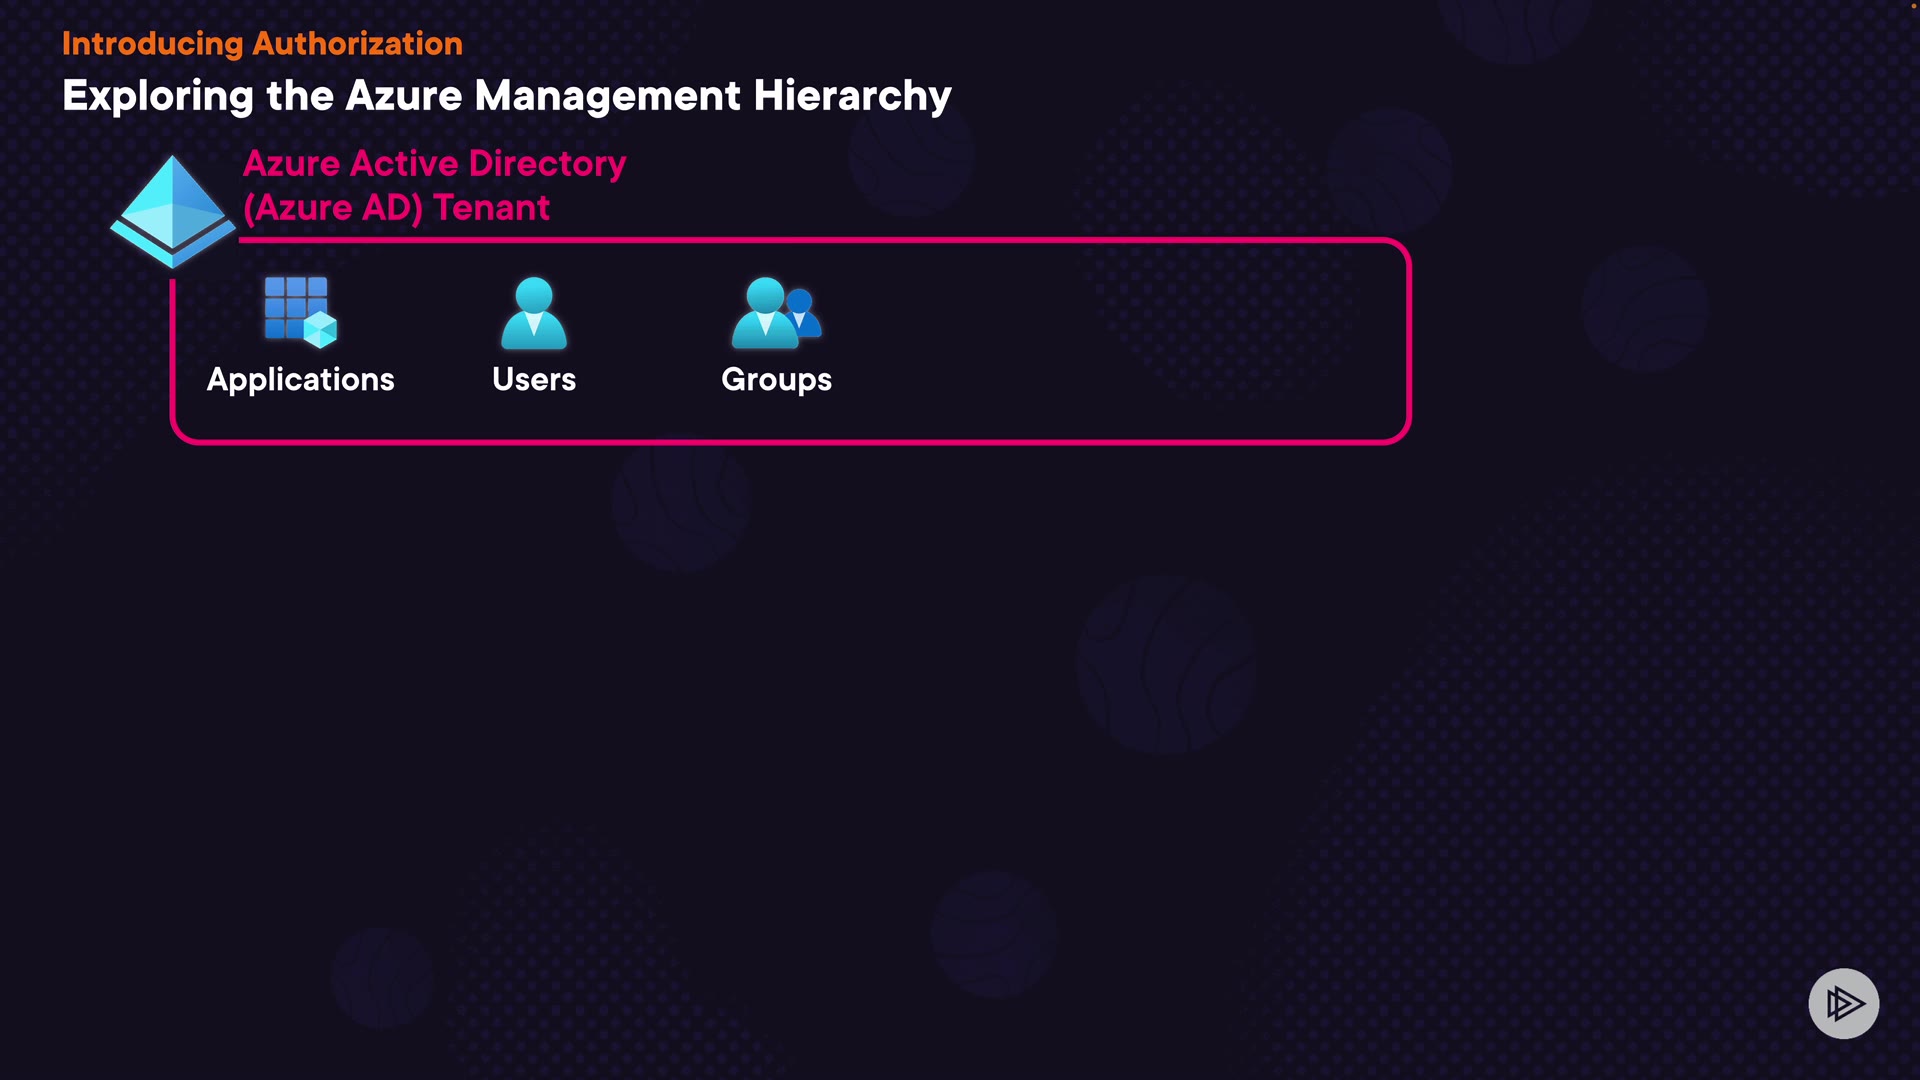 Introducing Authorization
Exploring the Azure Management Hierarchy
Azure Active Directory
(Azure AD) Tenant
Applications
Users
Groups